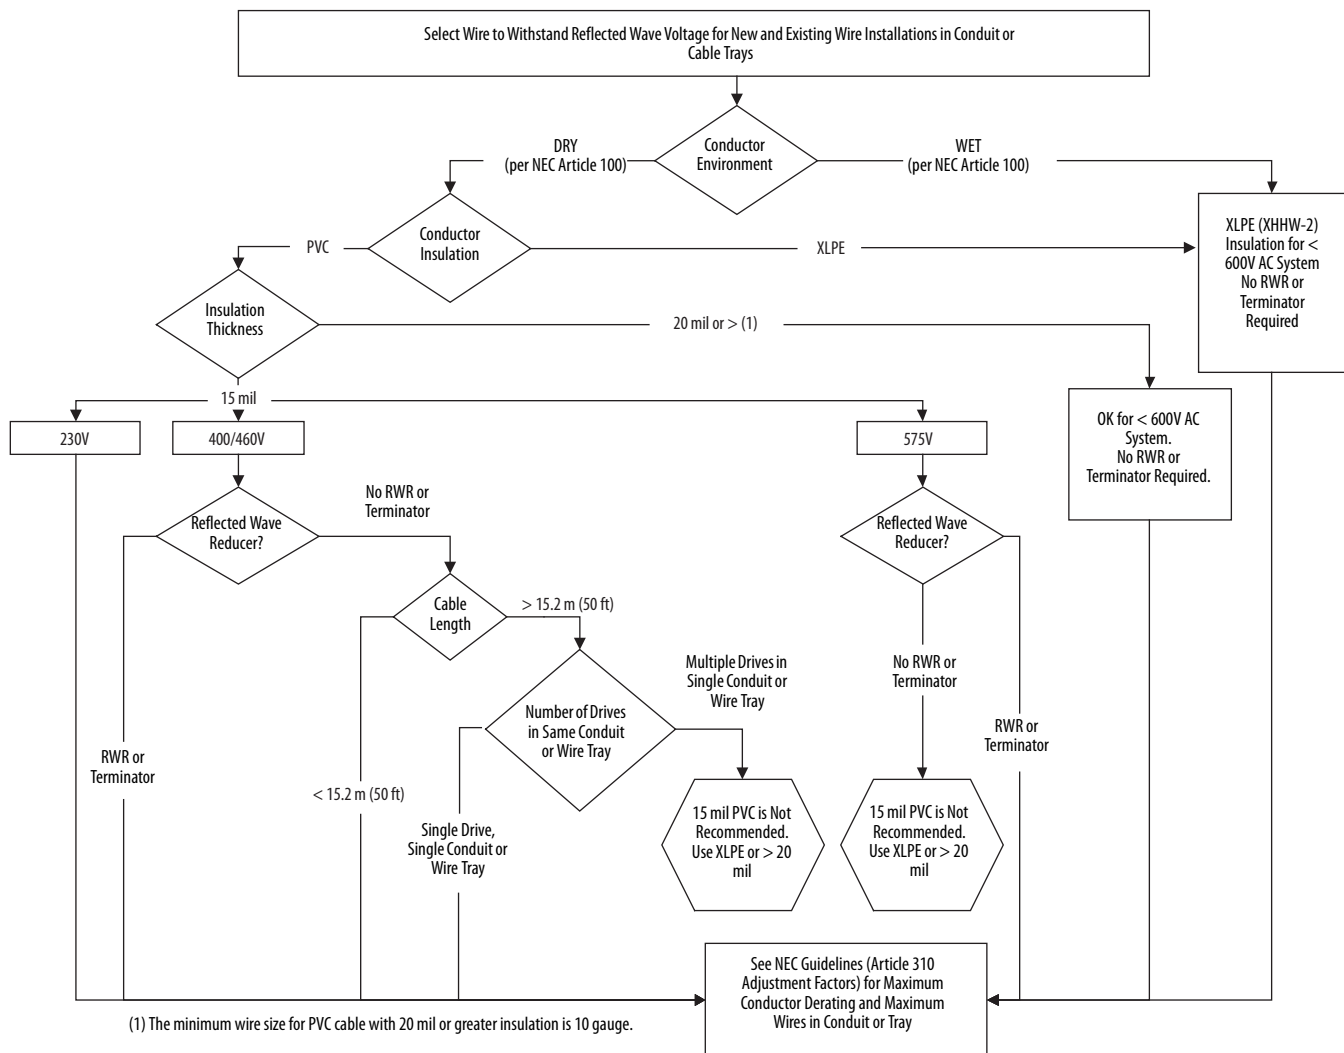 Select Wire to Withstand Reflected Wave Voltage for New and Existing Wire Installations in Conduit or
Cable Trays
DRY
(per NEC Article 100)
Conductor
Environment
WET
(per NEC Article 100)
PVC
Conductor
Insulation
XLPE
XLPE (XHHW-2)
Insulation for <
600V AC System
No RWR or
Terminator
Required
Insulation
Thickness
20 mil or > (1)
15 mil
230V
400/460V
575V
OK for < 600V AC
System.
No RWR or
Terminator Required.
Reflected Wave
Reducer?
No RWR or
Terminator
Reflected Wave
Reducer?
Cable
Length
> 15.2 m (50 ft)
Multiple Drives in
Single Conduit or
Wire Tray
No RWR or
Terminator
Number of Drives
in Same Conduit
or Wire Tray
RWR or
Terminator
RWR or
Terminator
< 15.2 m (50 ft)
Single Drive,
Single Conduit or
Wire Tray
15 mil PVC is Not
Recommended.
Use XLPE or > 20
mil
15 mil PVC is Not
Recommended.
Use XLPE or > 20
mil
See NEC Guidelines (Article 310
Adjustment Factors) for Maximum
Conductor Derating and Maximum
Wires in Conduit or Tray
(1) The minimum wire size for PVC cable with 20 mil or greater insulation is 10 gauge.